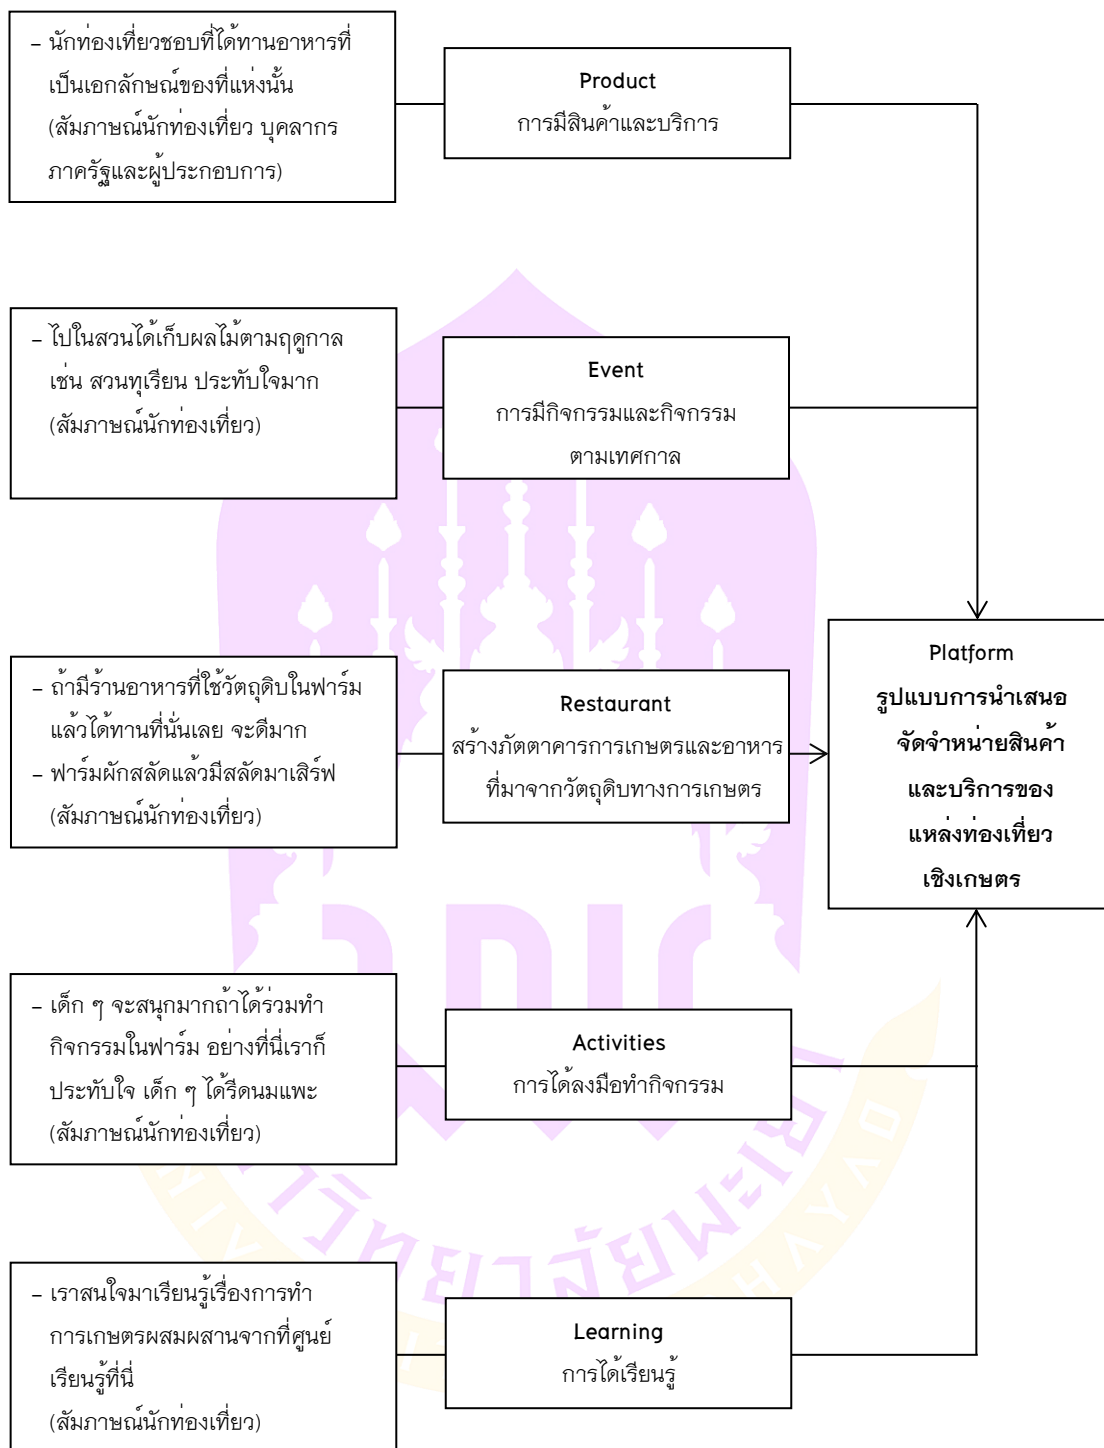 – นักท่องเที่ยวชอบที่ได้ทานอาหารที่
เป็นเอกลักษณ์ของที่แห่งนั้น
(สัมภาษณ์นักท่องเที่ยว บุคลากร
ภาครัฐและผู้ประกอบการ)
Product
การมีสินค้าและบริการ
– ไปในสวนได้เก็บผลไม้ตามฤดูกาล
เช่น สวนทุเรียน ประทับใจมาก
(สัมภาษณ์นักท่องเที่ยว)
Event
การมีกิจกรรมและกิจกรรม
ตามเทศกาล
– ถ้ามีร้านอาหารที่ใช้วัตถุดิบในฟาร์ม
แล้วได้ทานที่นั่นเลย จะดีมาก
– ฟาร์มผักสลัดแล้วมีสลัดมาเสิร์ฟ
(สัมภาษณ์นักท่องเที่ยว)
Restaurant
สร้างภัตตาคารการเกษตรและอาหาร
ที่มาจากวัตถุดิบทางการเกษตร
Platform
รูปแบบการนำเสนอ
จัดจำหน่ายสินค้า
และบริการของ
แหล่งท่องเที่ยว
เชิงเกษตร
– เด็ก ๆ จะสนุกมากถ้าได้ร่วมทำ
กิจกรรมในฟาร์ม อย่างที่นี่เราก็
ประทับใจ เด็ก ๆ ได้รีดนมแพะ
(สัมภาษณ์นักท่องเที่ยว)
Activities
การได้ลงมือทำกิจกรรม
– เราสนใจมาเรียนรู้เรื่องการทำ
การเกษตรผสมผสานจากที่ศูนย์
เรียนรู้ที่นี่
(สัมภาษณ์นักท่องเที่ยว)
Learning
การได้เรียนรู้